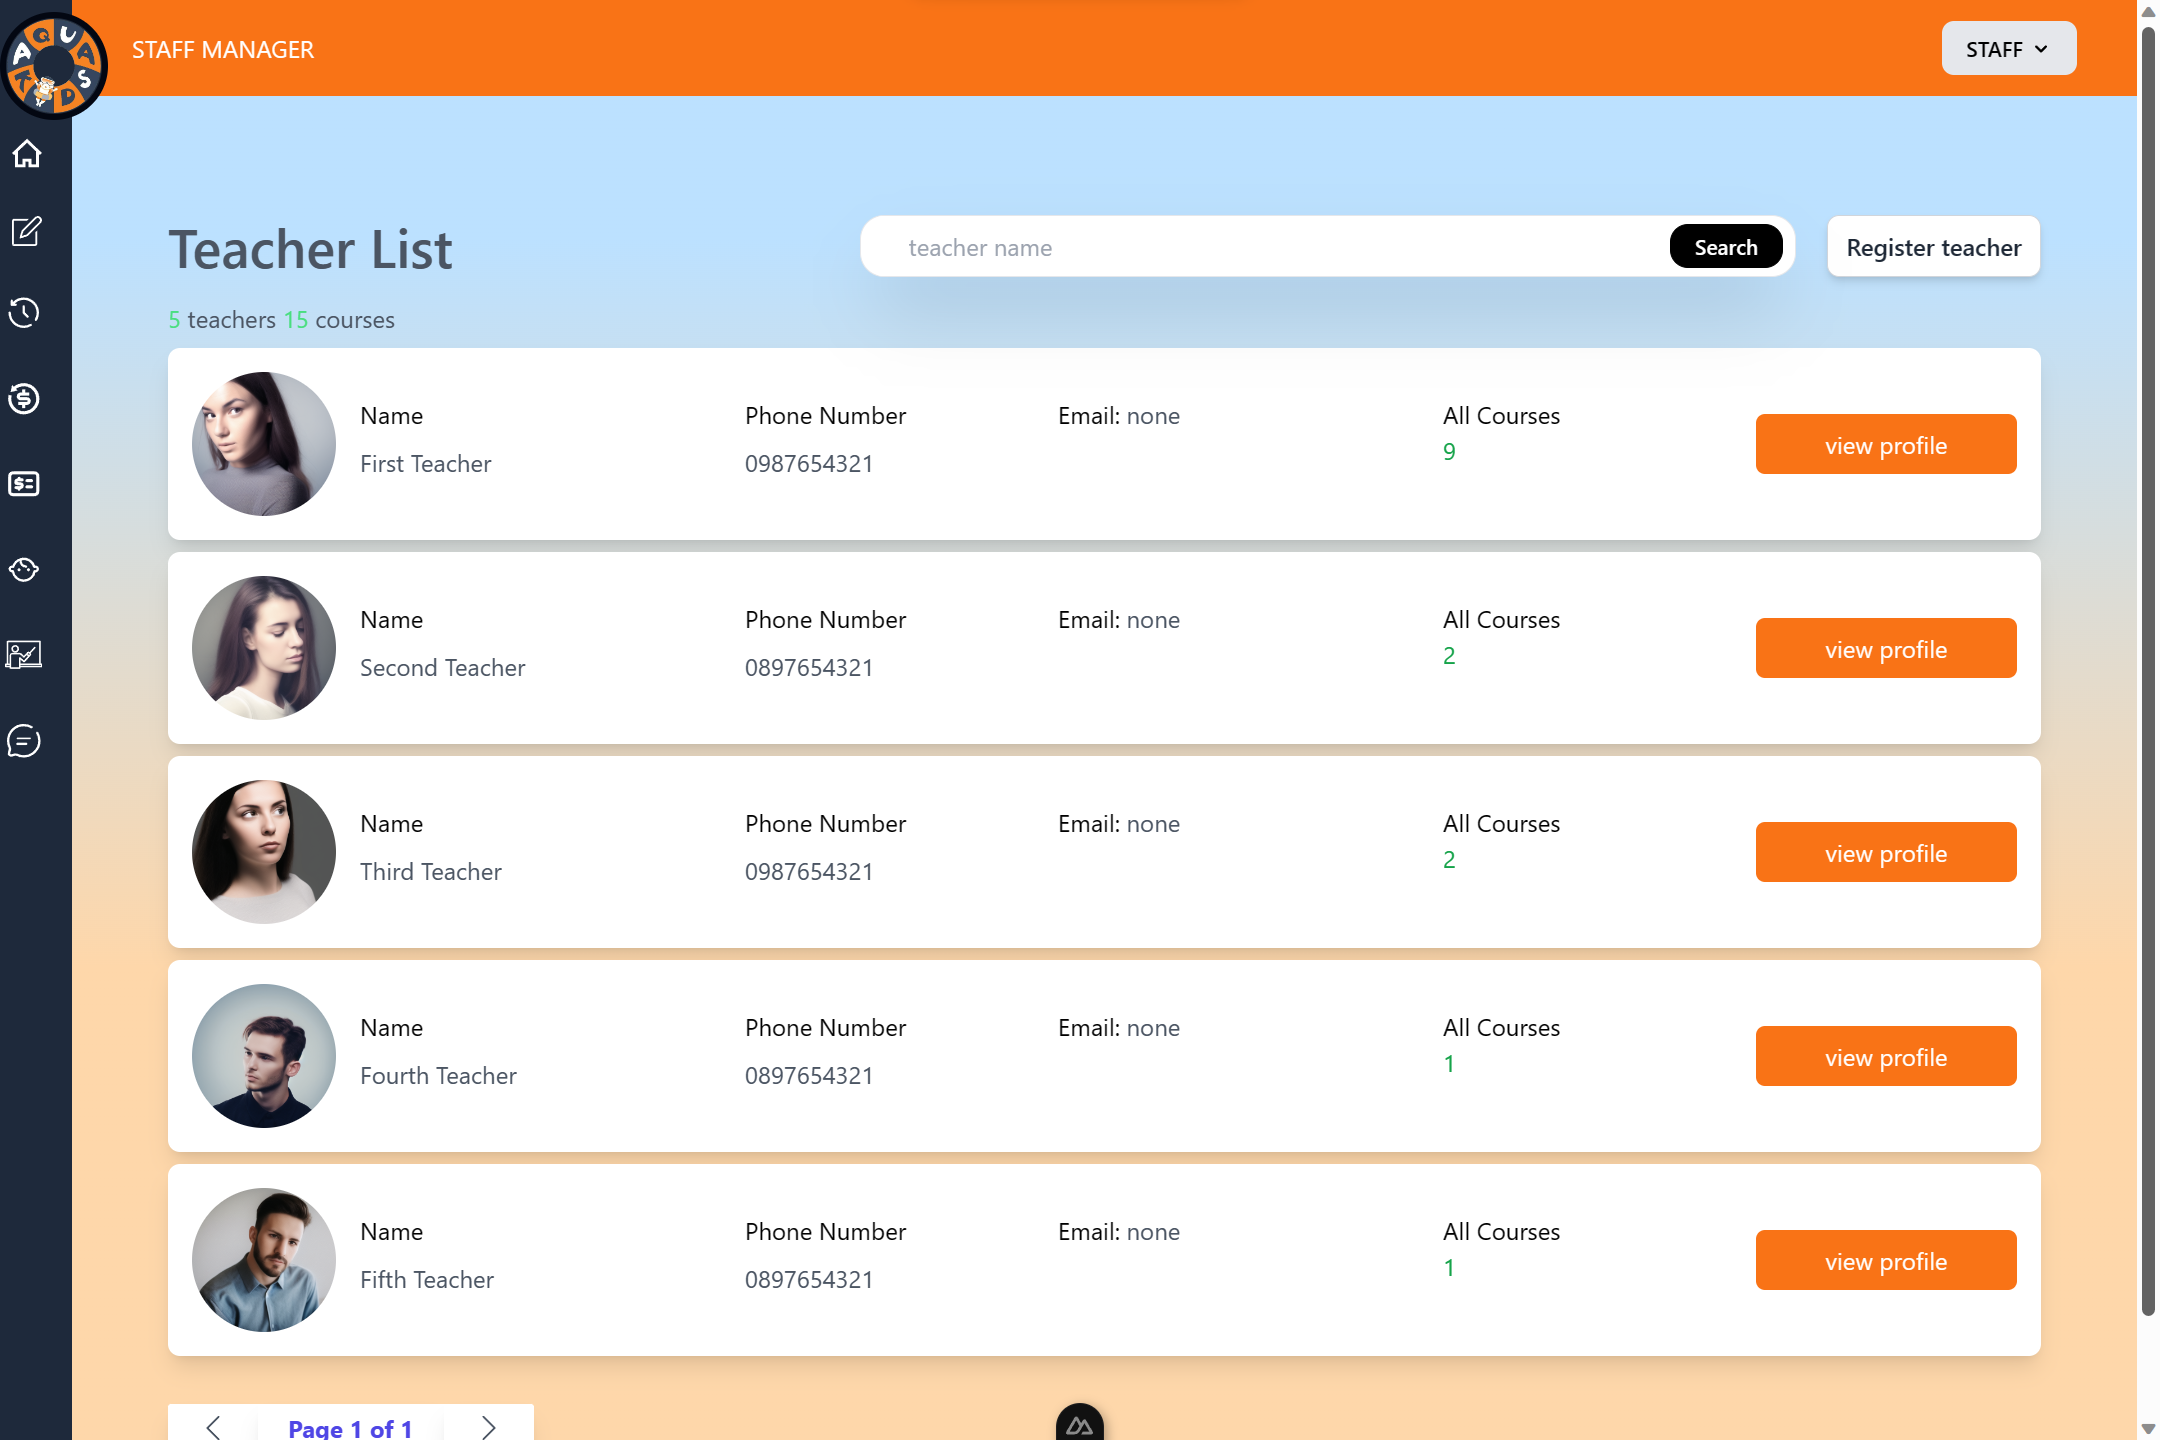 AQUA KIDS
STAFF MANAGER
STAFF
Teacher List
teacher name
Search
Register teacher
5 teachers 15 courses
Name
Phone Number
Email: none
All Courses
First Teacher
0987654321
9
view profile
Name
Phone Number
Email: none
All Courses
Second Teacher
0897654321
2
view profile
Name
Phone Number
Email: none
All Courses
Third Teacher
0987654321
2
view profile
Name
Phone Number
Email: none
All Courses
Fourth Teacher
0897654321
1
view profile
Name
Phone Number
Email: none
All Courses
Fifth Teacher
0897654321
1
view profile
Page 1 of 1